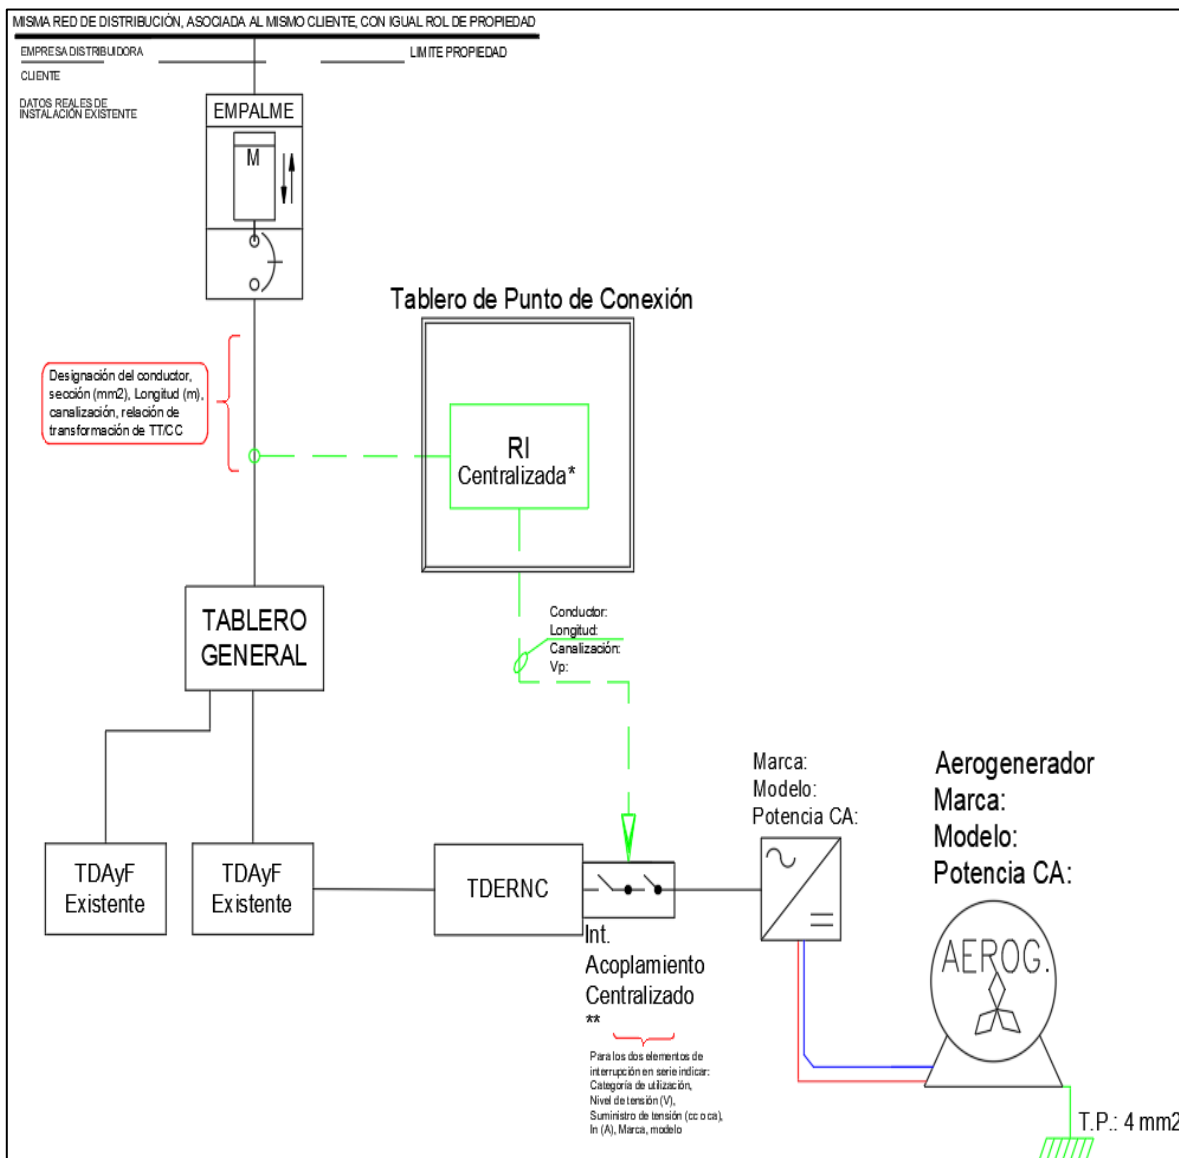 MISMA RED DE DISTRIBUCIÓN, ASOCIADA AL MISMO CLIENTE, CON IGUAL ROL DE PROPIEDAD
EMPRESA DISTRIBUIDORA
LIMITE PROPIEDAD
CLIENTE
DATOS REALES DE
INSTALACIÓN EXISTENTE
EMPALME
M
Tablero de Punto de Conexión
Designación del conductor,
sección (mm2), Longitud (m),
canalización, relación de
transformación de TT/CC
RI
Centralizada*
TABLERO
GENERAL
Conductor:
Longitud:
Canalización:
Vp:
TDAyF
Existente
TDAyF
Existente
TDERNC
Int.
Acoplamiento
Centralizado
**
Para los dos elementos de
interrupción en serie indicar:
Categoría de utilización,
Nivel de tensión (V),
Suministro de tensión (cc o ca),
In (A), Marca, modelo
Marca:
Modelo:
Potencia CA:
Aerogenerador
Marca:
Modelo:
Potencia CA:
AEROG.
T.P.: 4 mm2